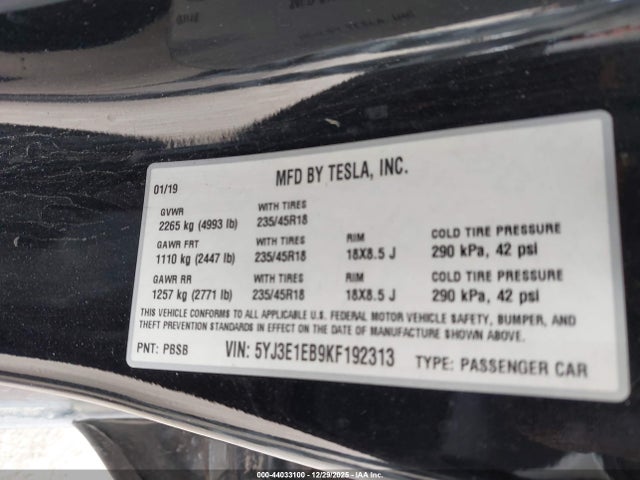 MFD BY TESLA, INC.
01/19
GVWR WITH TIRES
2265 kg (4993 lb) 235/45R18
GAWR FRT WITH TIRES RIM COLD TIRE PRESSURE
1110 kg (2447 lb) 235/45R18 18X8.5 J 290 kPa, 42 psi
GAWR RR WITH TIRES RIM COLD TIRE PRESSURE
1257 kg (2771 lb) 235/45R18 18X8.5 J 290 kPa, 42 psi
THIS VEHICLE CONFORMS TO ALL APPLICABLE U.S. FEDERAL MOTOR VEHICLE SAFETY, BUMPER, AND
THEFT PREVENTION STANDARDS IN EFFECT ON THE DATE OF MANUFACTURE SHOWN ABOVE.
PNT: PBSB VIN: 5YJ3E1EB9KF192313 TYPE: PASSENGER CAR
000-44033100 - 12/29/2025 - IAA Inc.